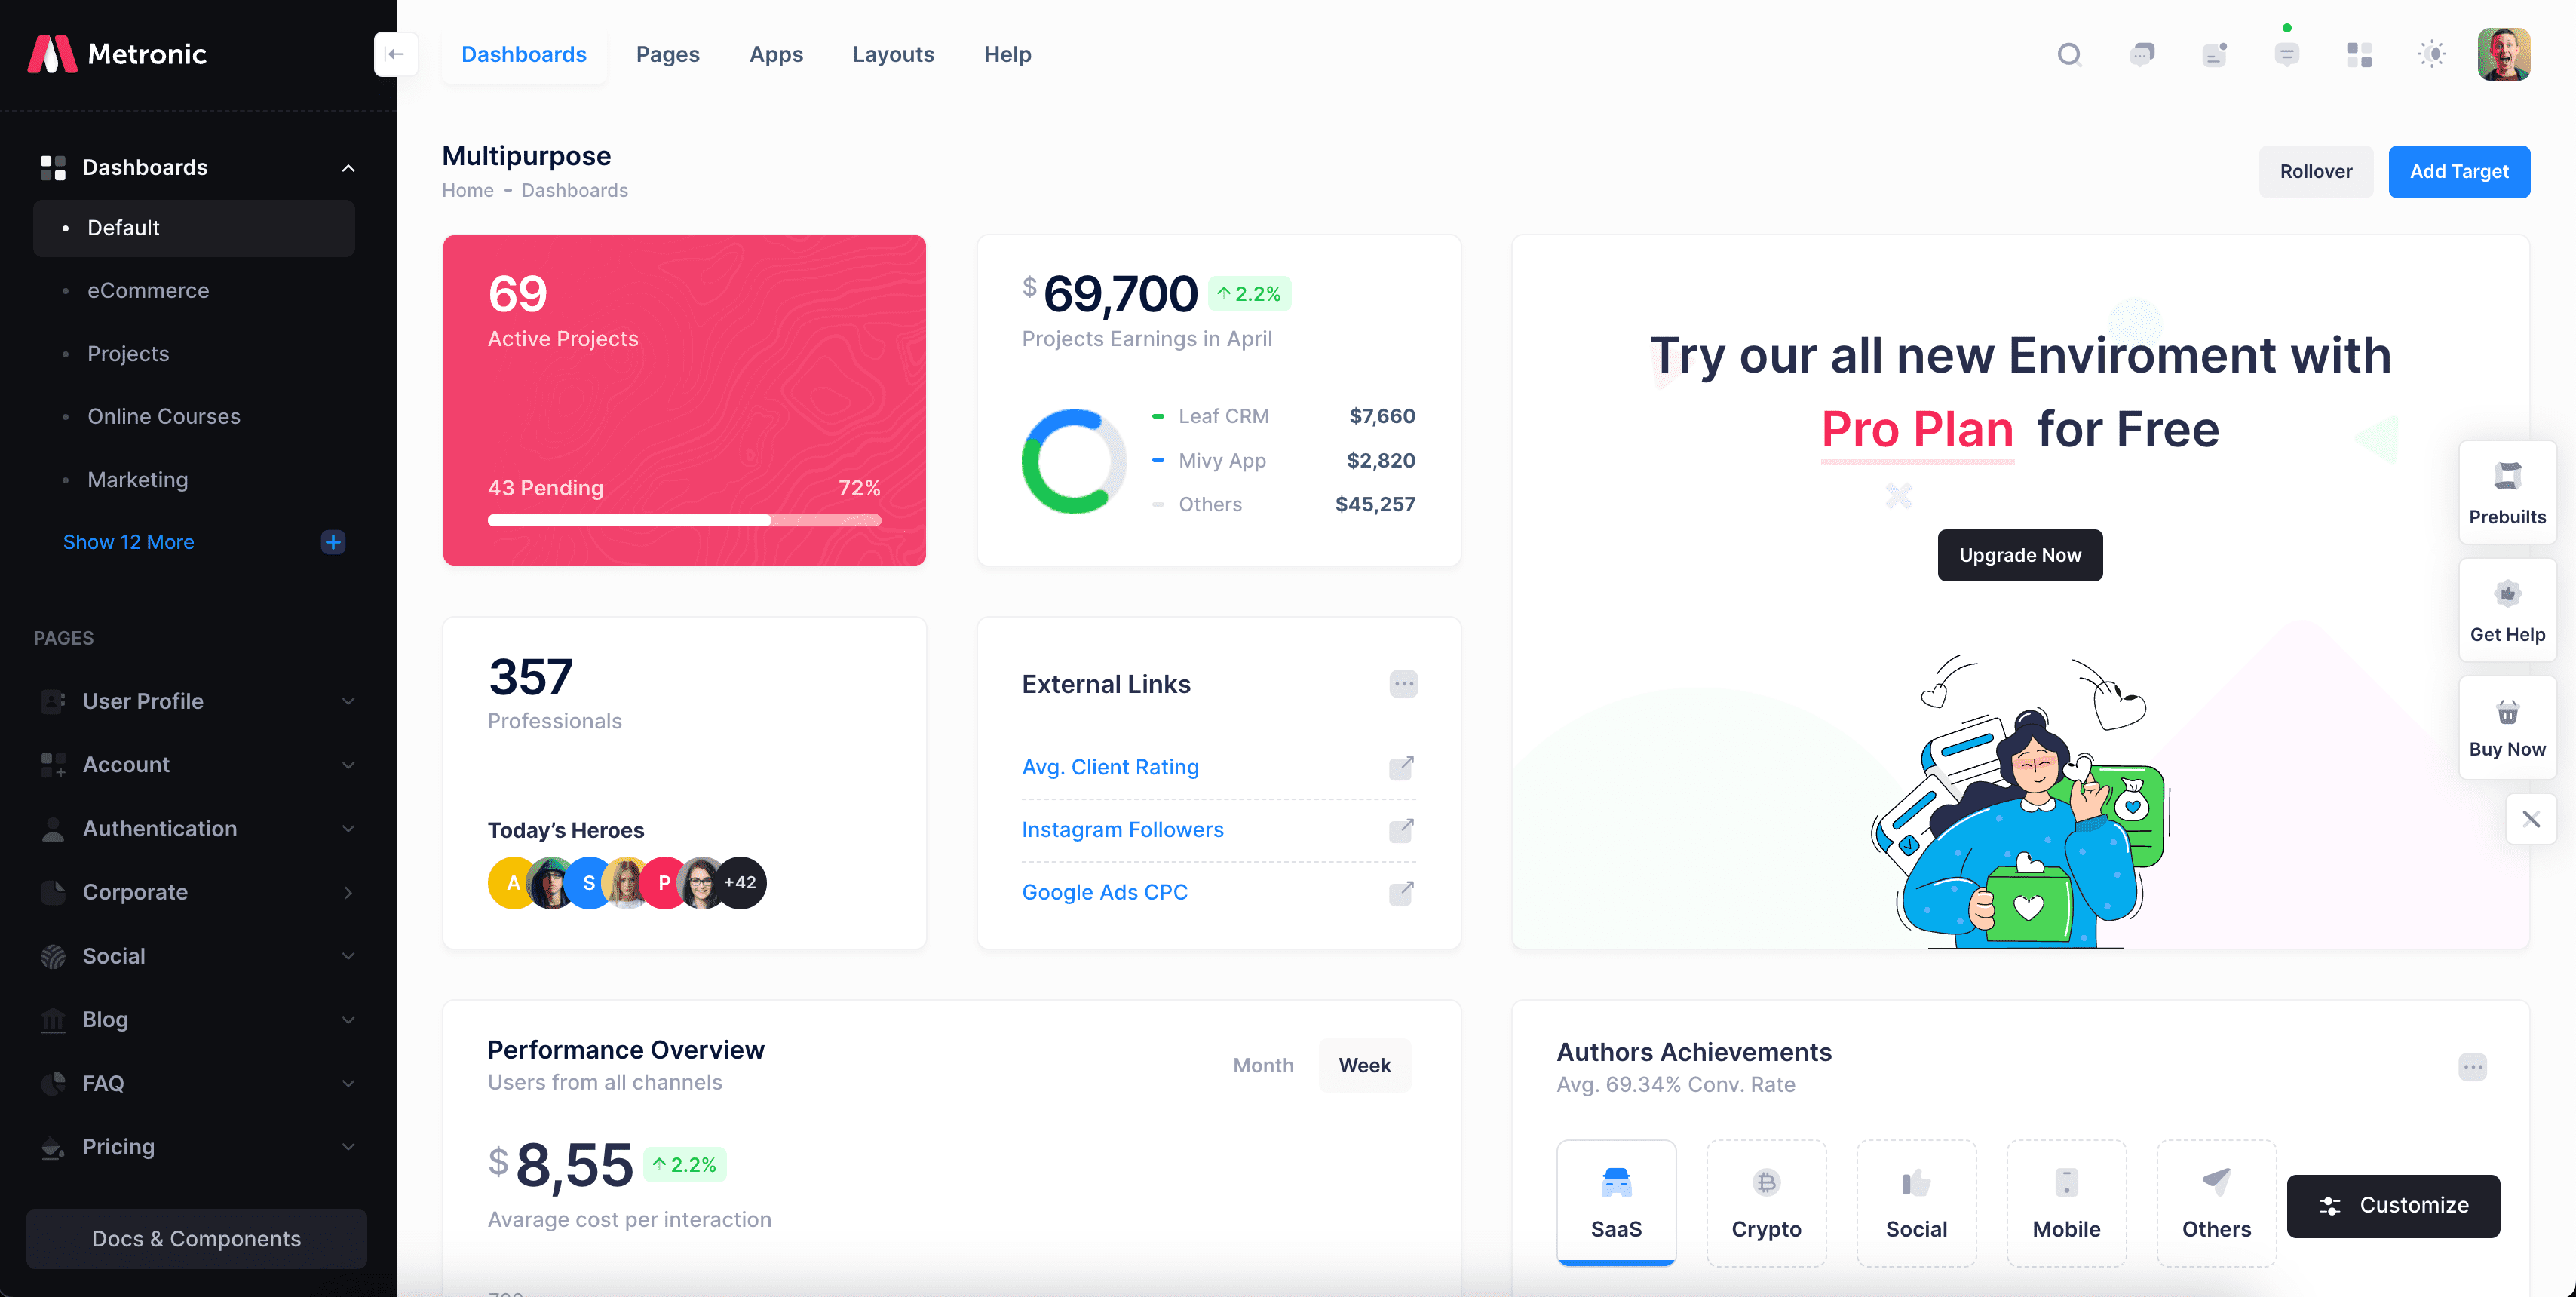 Metronic
Dashboards
Default
eCommerce
Projects
Online Courses
Marketing
Show 12 More
PAGES
User Profile
Account
Authentication
Corporate
Social
Blog
FAQ
Pricing
Docs & Components
Dashboards Pages Apps Layouts Help
Multipurpose
Home - Dashboards
Rollover
Add Target
69
Active Projects
43 Pending 72%
$ 69,700 2.2%
Projects Earnings in April
Leaf CRM $7,660
Mivy App $2,820
Others $45,257
Try our all new Enviroment with
Pro Plan for Free
Upgrade Now
Prebuilts
Get Help
Buy Now
357
Professionals
Today’s Heroes
A S P +42
External Links
Avg. Client Rating
Instagram Followers
Google Ads CPC
Performance Overview
Users from all channels
Month Week
$ 8,55 2.2%
Avarage cost per interaction
Authors Achievements
Avg. 69.34% Conv. Rate
SaaS
Crypto
Social
Mobile
Others
Customize